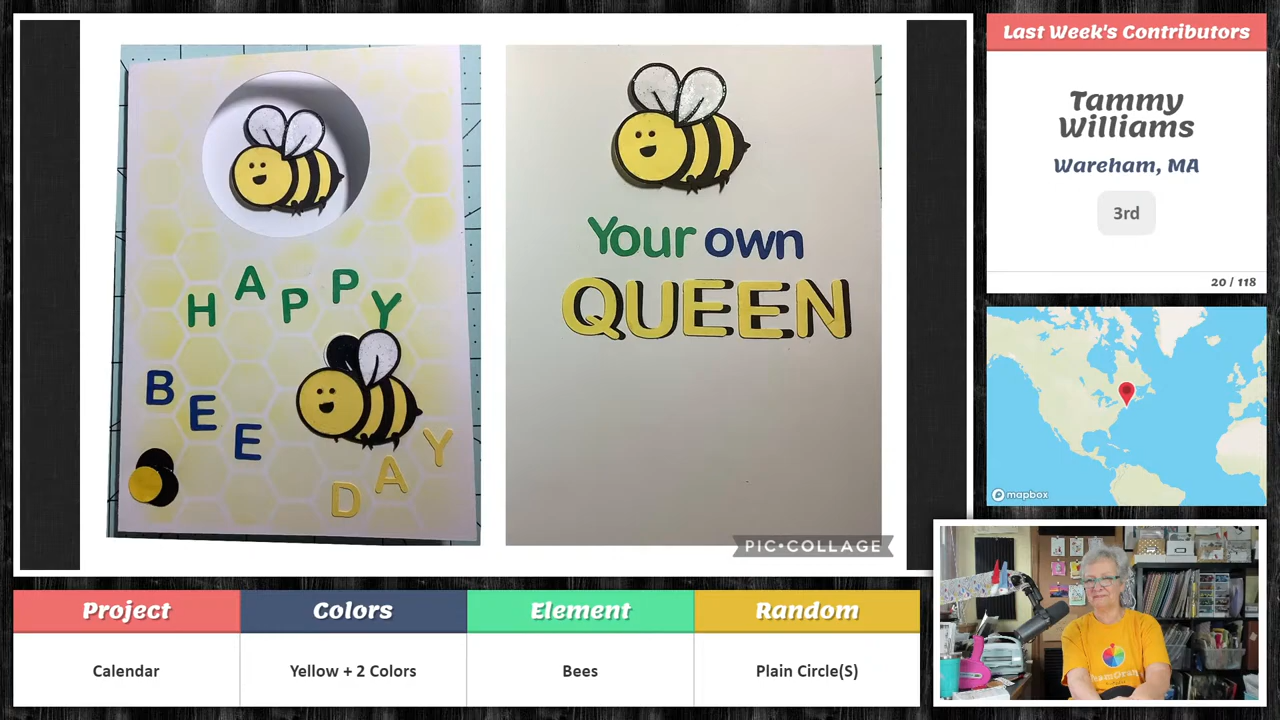 HAPPY
BEE
DAY
Your own
QUEEN
PIC•COLLAGE
Last Week's Contributors
Tammy
Williams
Wareham, MA
3rd
20 / 118
mapbox
Project
Colors
Element
Random
Calendar
Yellow + 2 Colors
Bees
Plain Circle(S)